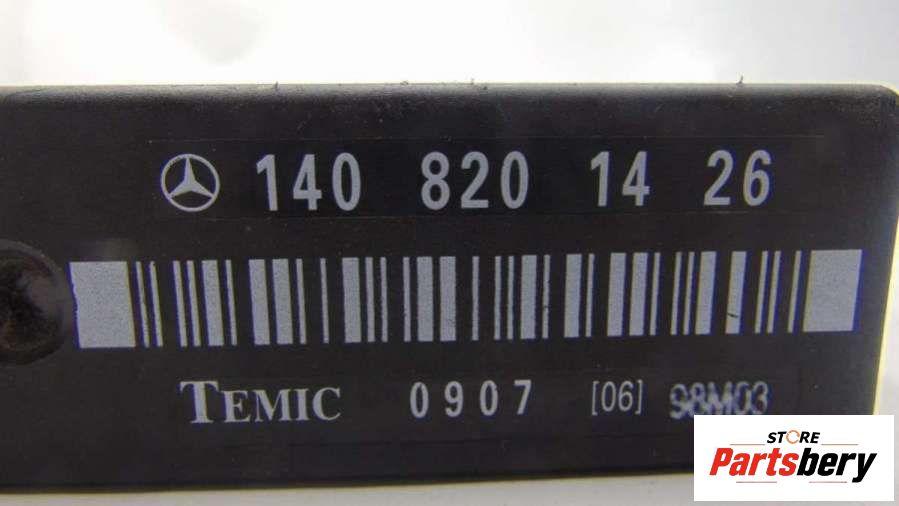 140 820 14 26
TEMIC 0907 [06] 98M03
STORE
Partsbery